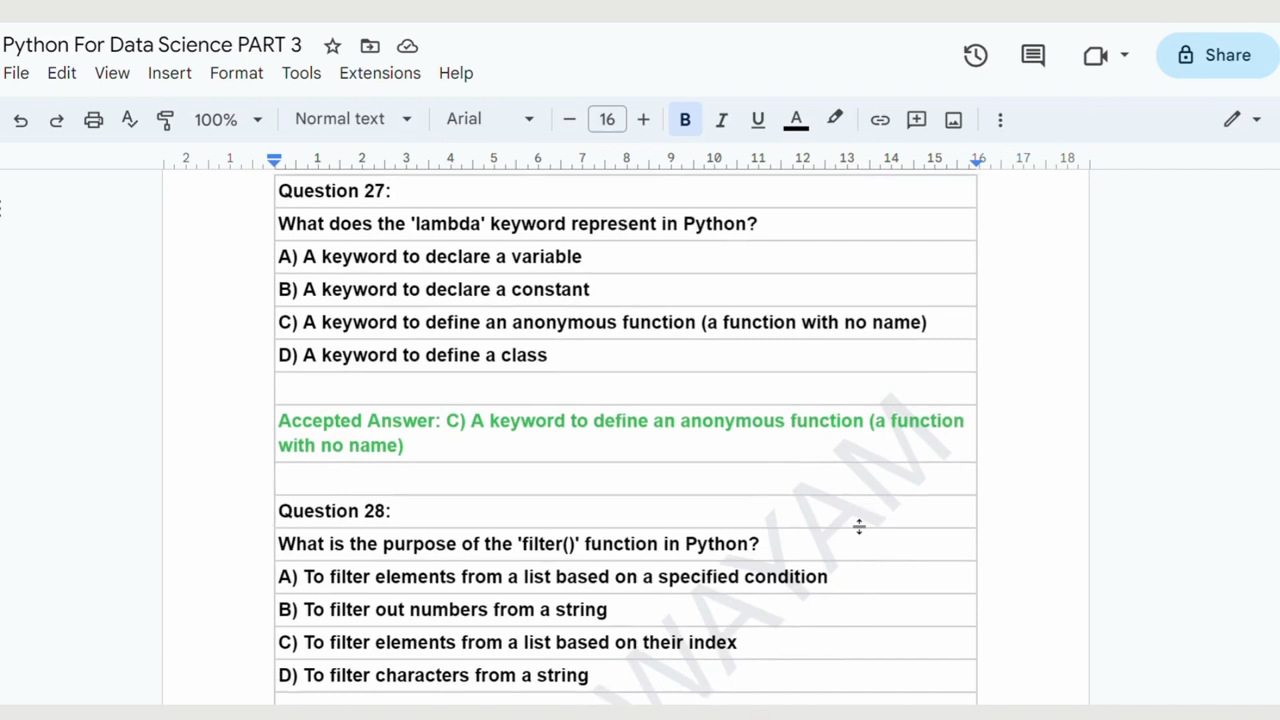 Python For Data Science PART 3
File Edit View Insert Format Tools Extensions Help
Share
100% Normal text Arial 16 B I U A
2 1 1 2 3 4 5 6 7 8 9 10 11 12 13 14 15 16 17 18
Question 27:
What does the 'lambda' keyword represent in Python?
A) A keyword to declare a variable
B) A keyword to declare a constant
C) A keyword to define an anonymous function (a function with no name)
D) A keyword to define a class
Accepted Answer: C) A keyword to define an anonymous function (a function
with no name)
Question 28:
What is the purpose of the 'filter()' function in Python?
A) To filter elements from a list based on a specified condition
B) To filter out numbers from a string
C) To filter elements from a list based on their index
D) To filter characters from a string
WAYAM